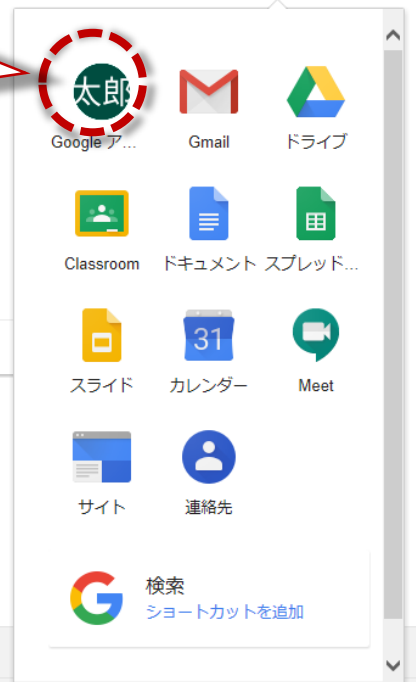 太郎
Google ア...
Gmail
ドライブ
Classroom
ドキュメント
スプレッド...
31
スライド
カレンダー
Meet
サイト
連絡先
検索
ショートカットを追加